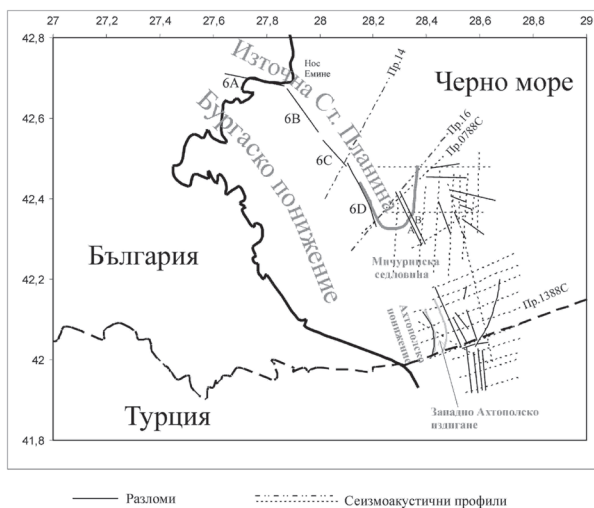 27 27,2 27,4 27,6 27,8 28 28,2 28,4 28,6 28,8 29
42,8
42,6
42,4
42,2
42
41,8
Нос
Емине
Източна Ст. Планина
Бургаско понижение
Черно море
Пр.14
Пр.16
Пр.0788С
6A
6B
6C
6D
A
B
Мичуринска
седловина
България
Ахтополско
понижение
Пр.1388С
Турция
Западно Ахтополско
издигане
Разломи
Сеизмоакустични профили